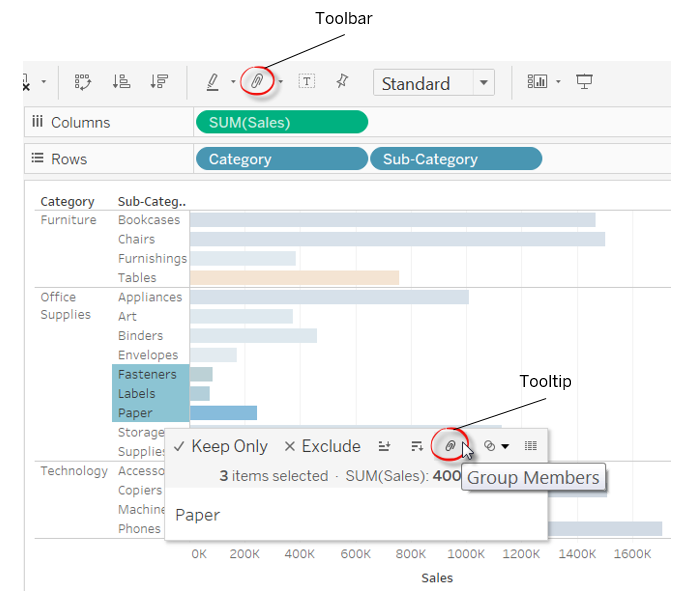 Toolbar
T
Standard
Columns
SUM(Sales)
Rows
Category
Sub-Category
Category
Sub-Categ..
Furniture
Bookcases
Chairs
Furnishings
Tables
Office
Supplies
Appliances
Art
Binders
Envelopes
Fasteners
Labels
Paper
Storage
Supplies
Technology
Accesso
Copiers
Machine
Phones
Tooltip
Keep Only
Exclude
3 items selected · SUM(Sales): 400
Group Members
Paper
0K 200K 400K 600K 800K 1000K 1200K 1400K 1600K
Sales